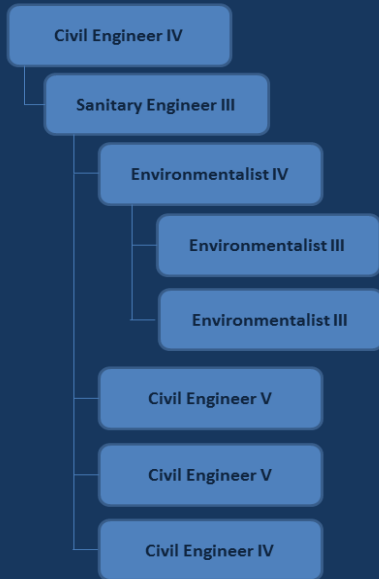 Civil Engineer IV
Sanitary Engineer III
Environmentalist IV
Environmentalist III
Environmentalist III
Civil Engineer V
Civil Engineer V
Civil Engineer IV